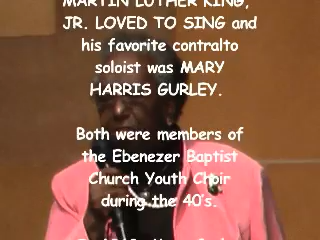 MARTIN LUTHER KING,
JR. LOVED TO SING and
his favorite contralto
soloist was MARY
HARRIS GURLEY.
Both were members of
the Ebenezer Baptist
Church Youth Choir
during the 40's.